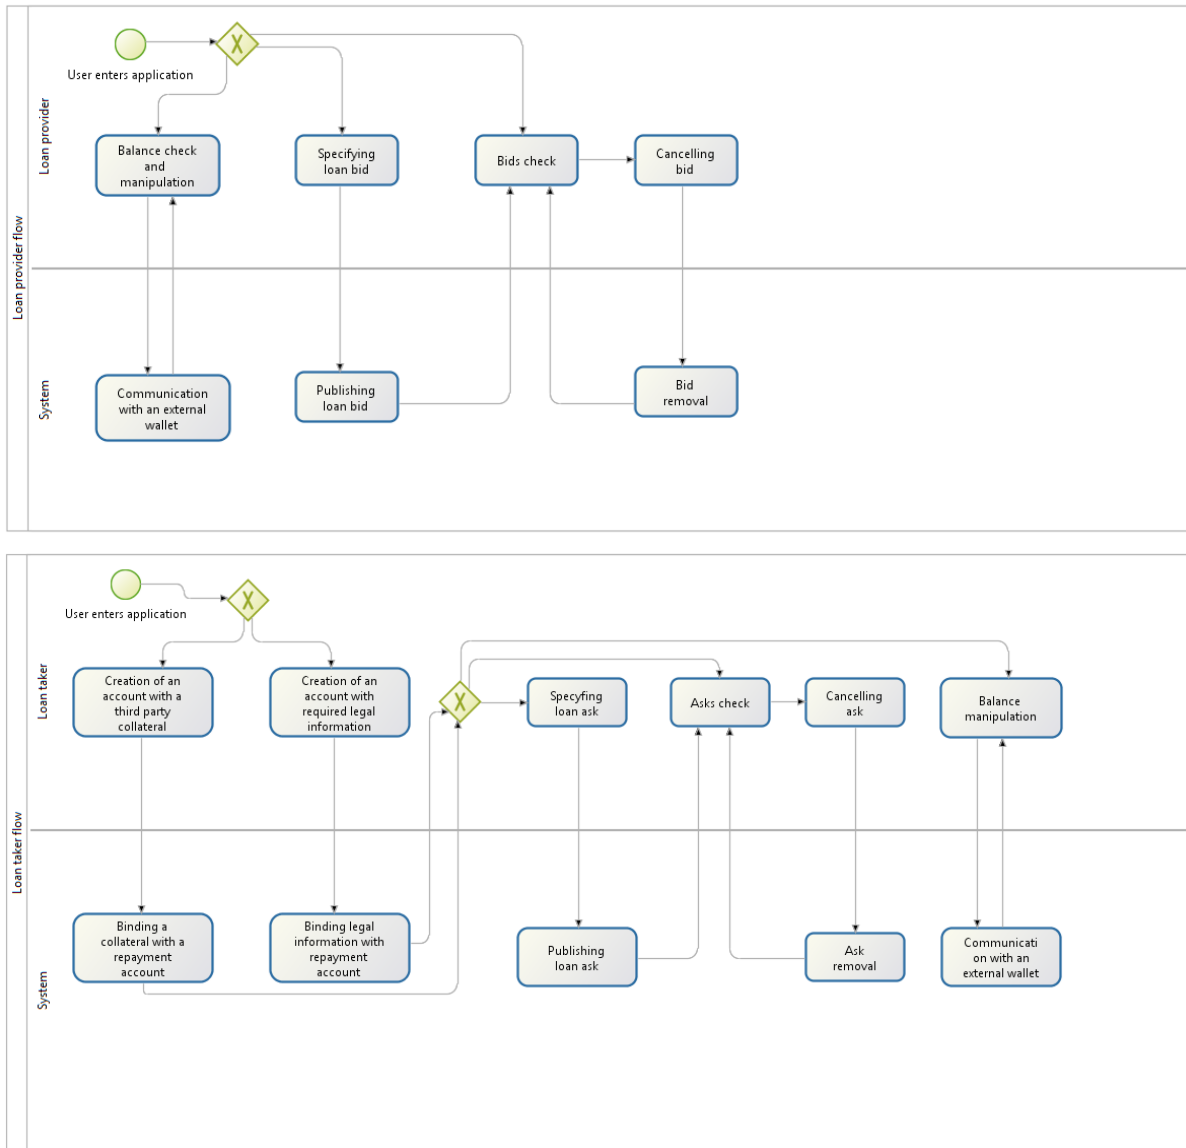 Loan provider flow
Loan provider
User enters application
Balance check
and
manipulation
Specifying
loan bid
Bids check
Cancelling
bid
System
Communication
with an external
wallet
Publishing
loan bid
Bid
removal
Loan taker flow
Loan taker
User enters application
Creation of an
account with a
third party
collateral
Creation of an
account with
required legal
information
Specyfing
loan ask
Asks check
Cancelling
ask
Balance
manipulation
System
Binding a
collateral with a
repayment
account
Binding legal
information with
repayment
account
Publishing
loan ask
Ask
removal
Communicati
on with an
external wallet